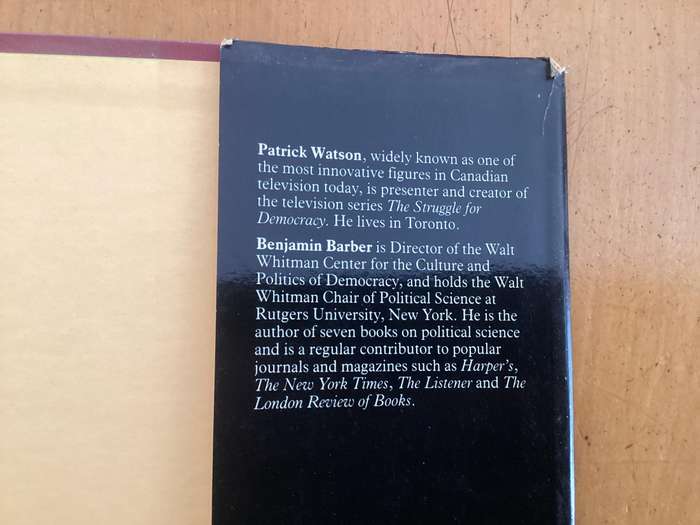 Patrick Watson, widely known as one of
the most innovative figures in Canadian
television today, is presenter and creator of
the television series The Struggle for
Democracy. He lives in Toronto.
Benjamin Barber is Director of the Walt
Whitman Center for the Culture and
Politics of Democracy, and holds the Walt
Whitman Chair of Political Science at
Rutgers University, New York. He is the
author of seven books on political science
and is a regular contributor to popular
journals and magazines such as Harper's,
The New York Times, The Listener and The
London Review of Books.